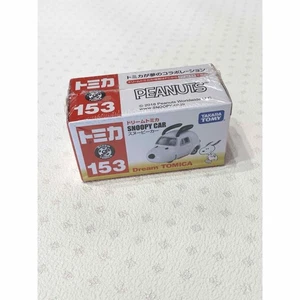 トミカ
153
トミカが夢のコラボレーション
PEANUTS
© 2016 Peanuts Worldwide
トミカ
153
ドリームトミカ
SNOOPY CAR
スヌーピーカー
TAKARA TOMY
Dream TOMICA